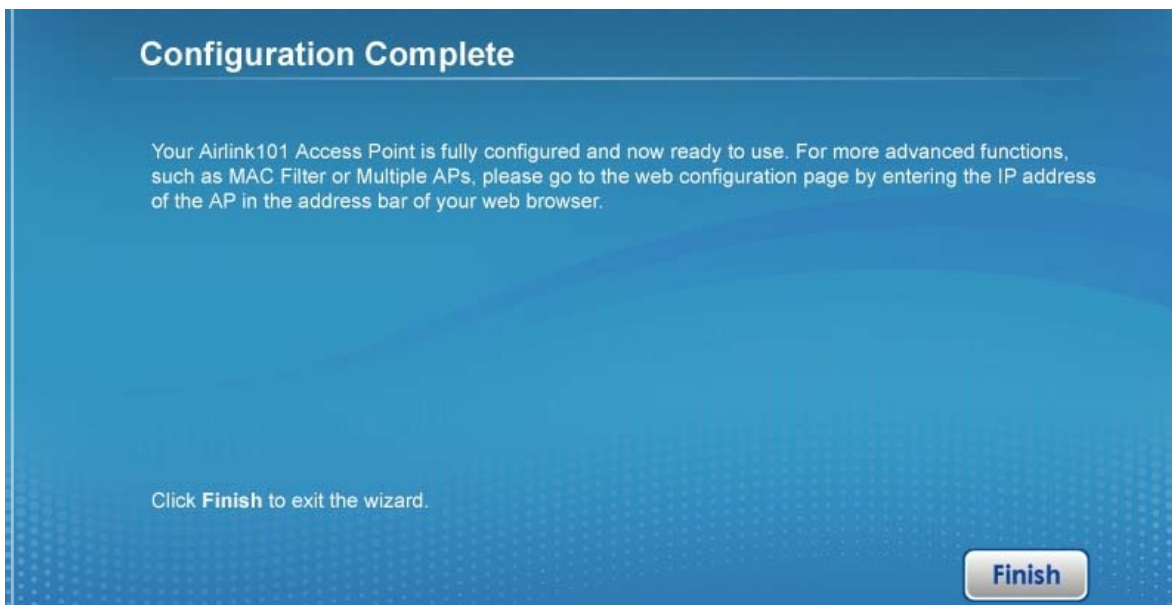 Configuration Complete
Your Airlink101 Access Point is fully configured and now ready to use. For more advanced functions,
such as MAC Filter or Multiple APs, please go to the web configuration page by entering the IP address
of the AP in the address bar of your web browser.
Click Finish to exit the wizard.
Finish